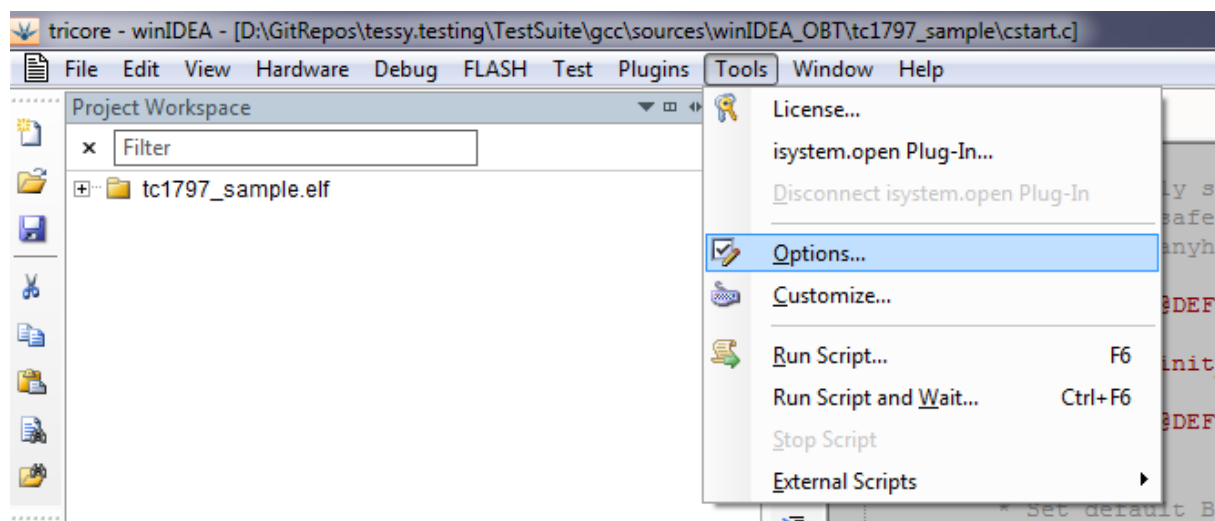 tricore - winIDEA - [D:\GitRepos\tessy.testing\TestSuite\gcc\sources\winIDEA_OBT\tc1797_sample\cstart.c]
File Edit View Hardware Debug FLASH Test Plugins Tools Window Help
Project Workspace
Filter
tc1797_sample.elf
License...
isystem.open Plug-In...
Disconnect isystem.open Plug-In
Options...
Customize...
Run Script... F6
Run Script and Wait... Ctrl+F6
Stop Script
External Scripts
ly s
safe
anyh
@DEF
init
@DEF
* Set default B